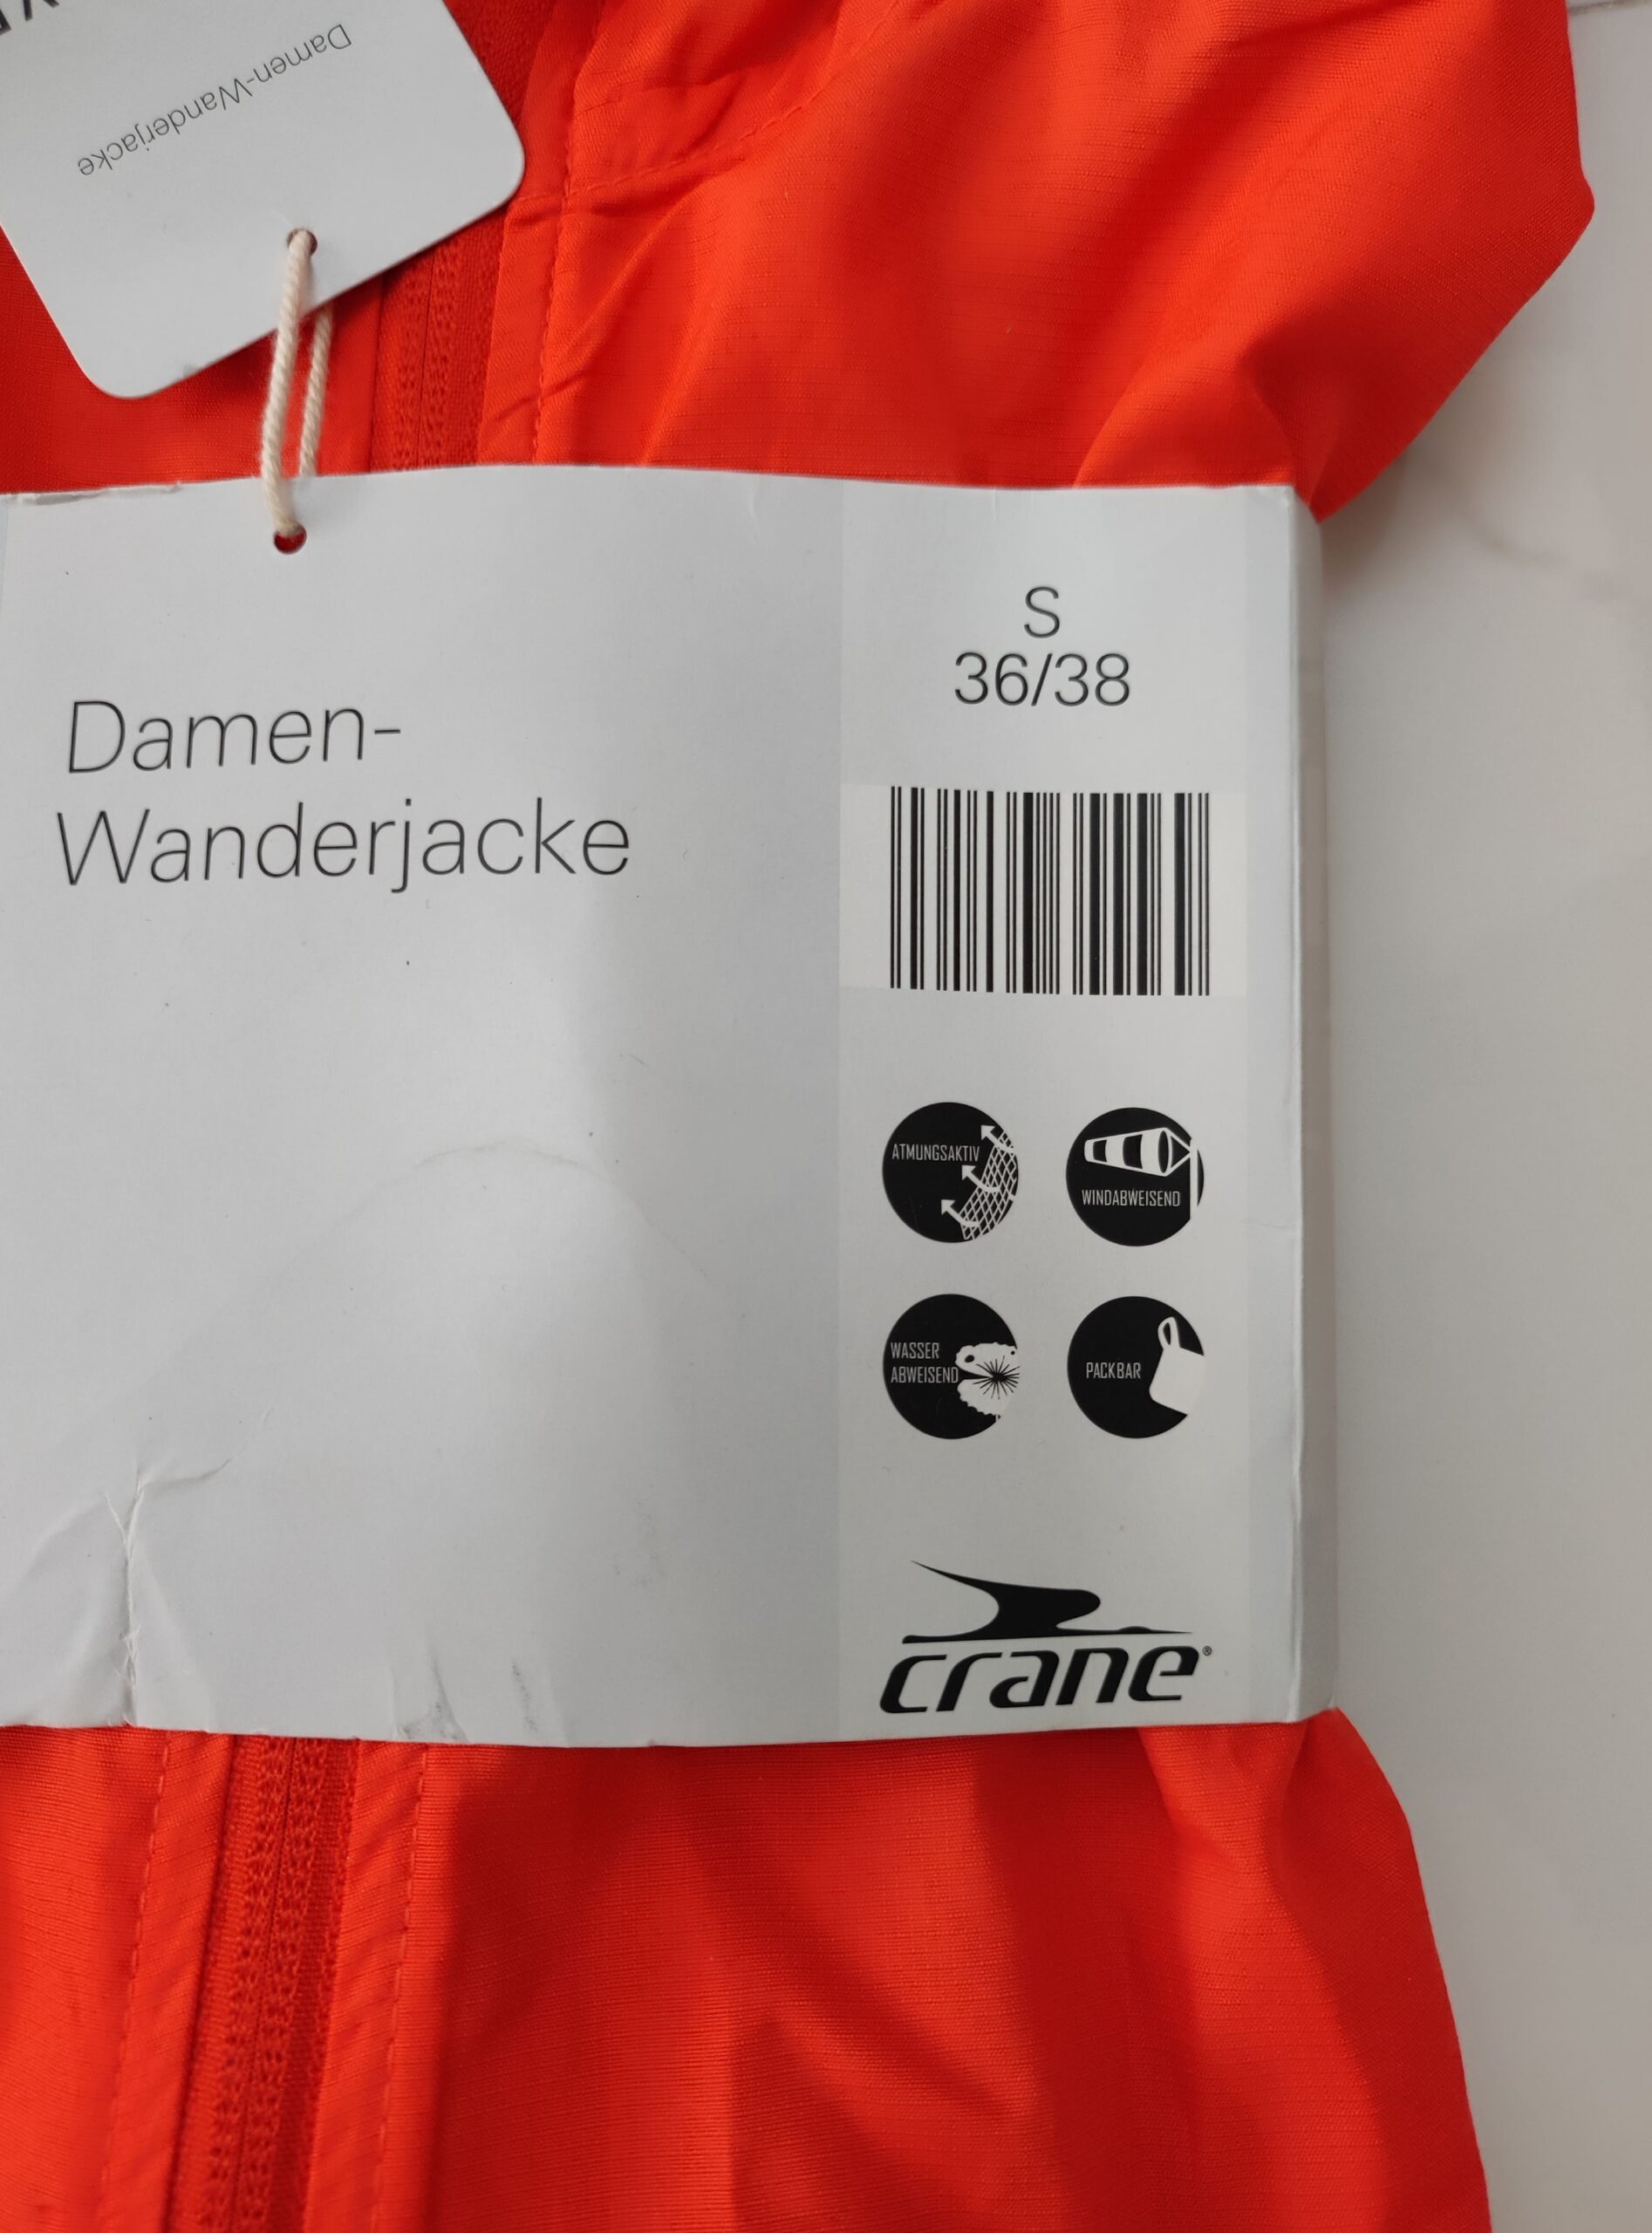 Damen-Wanderjacke
S
36/38
Damen-
Wanderjacke
ATMUNGSAKTIV
WINDABWEISEND
WASSER
ABWEISEND
PACKBAR
crane®